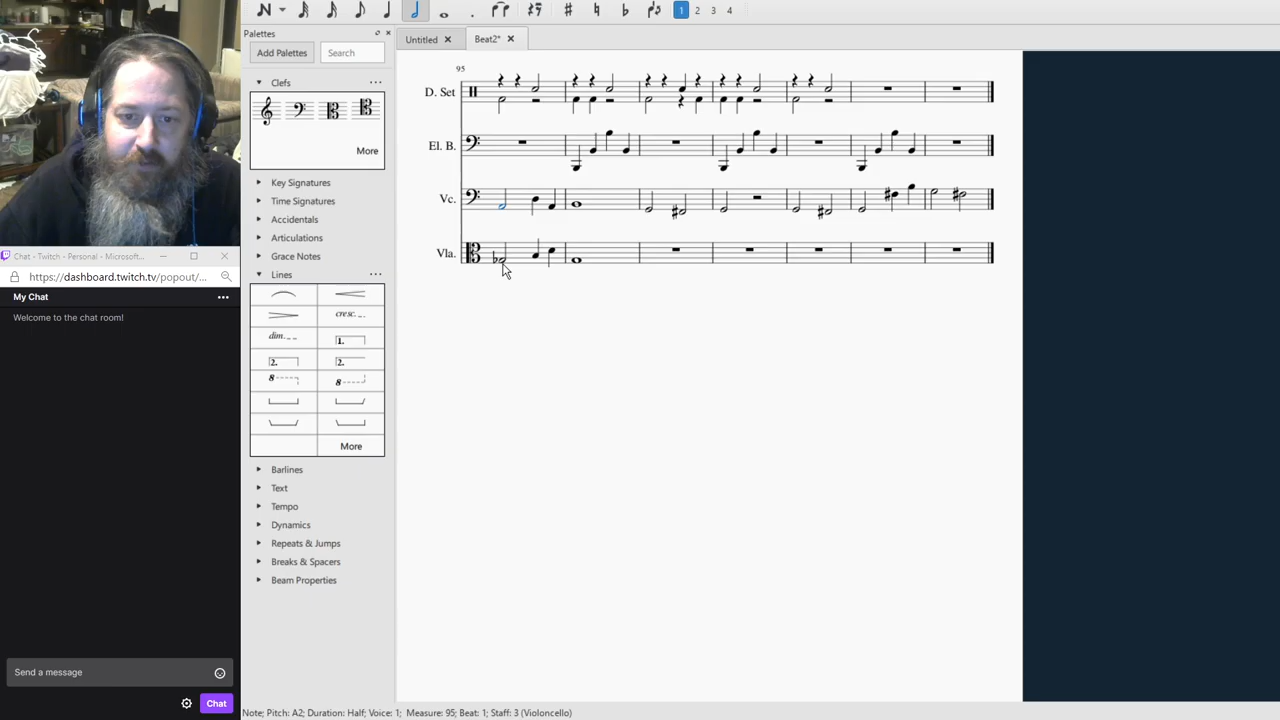 1 2 3 4
Palettes
Untitled Beat2*
Add Palettes Search
Clefs
More
Key Signatures
Time Signatures
Accidentals
Articulations
Grace Notes
Lines
cresc.
dim.
1.
2. 2.
8 8
More
Barlines
Text
Tempo
Dynamics
Repeats & Jumps
Breaks & Spacers
Beam Properties
95
D. Set
El. B.
Vc.
Vla.
Chat - Twitch - Personal - Microsoft...
https://dashboard.twitch.tv/popout/...
My Chat
Welcome to the chat room!
Send a message
Chat
Note; Pitch: A2; Duration: Half; Voice: 1; Measure: 95; Beat: 1; Staff: 3 (Violoncello)